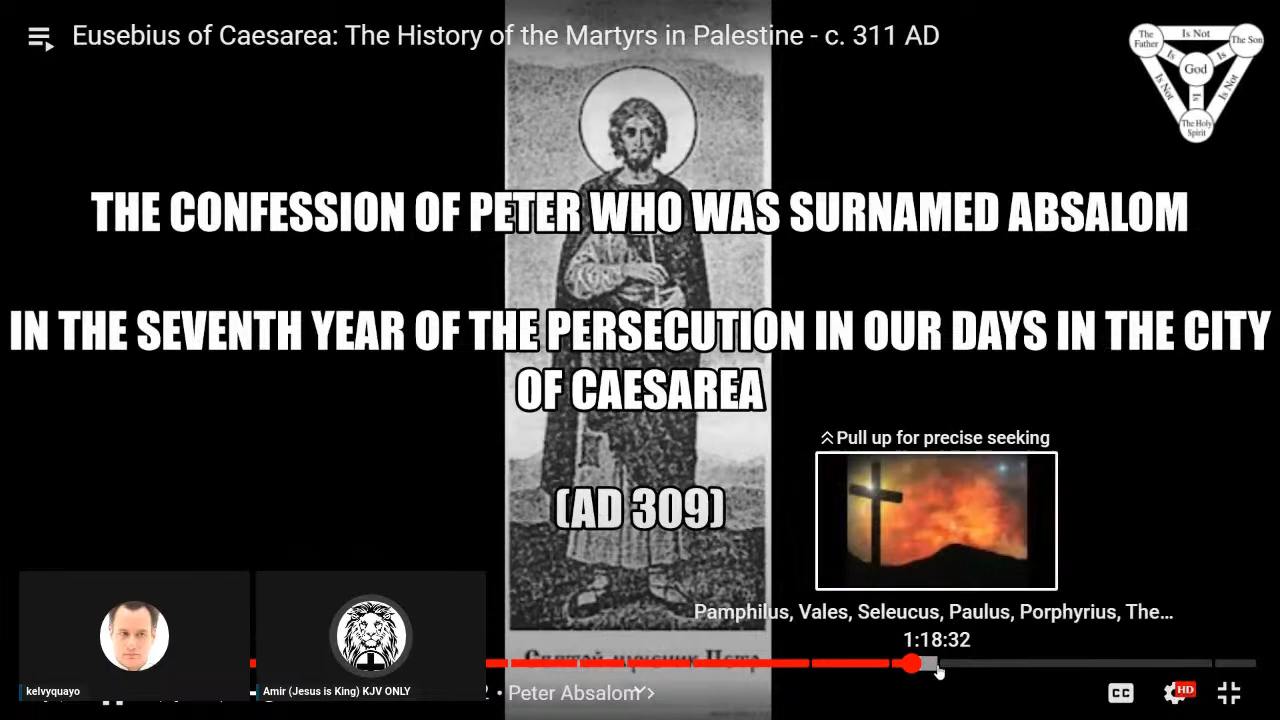 Eusebius of Caesarea: The History of the Martyrs in Palestine - c. 311 AD
The Father
Is Not
The Son
Is
God
Is
Is Not
Is
Is Not
The Holy Spirit
THE CONFESSION OF PETER WHO WAS SURNAMED ABSALOM
IN THE SEVENTH YEAR OF THE PERSECUTION IN OUR DAYS IN THE CITY
OF CAESAREA
(AD 309)
Pull up for precise seeking
Pamphilus, Vales, Seleucus, Paulus, Porphyrius, The...
1:18:32
kelvyquayo
Amir (Jesus is King) KJV ONLY
• Peter Absalom
CC
HD